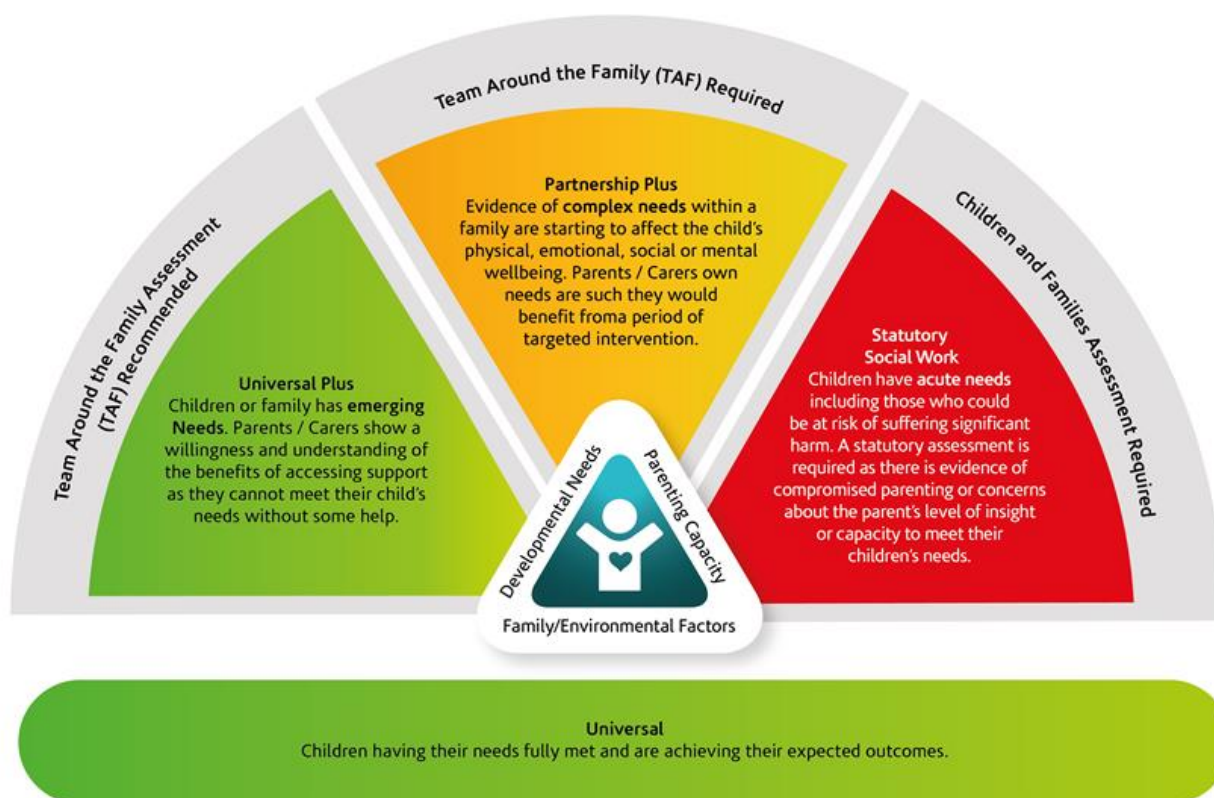 Team Around the Family Assessment
(TAF) Recommended
Team Around the Family (TAF) Required
Children and Families Assessment Required
Universal Plus
Children or family has emerging
Needs. Parents / Carers show a
willingness and understanding of
the benefits of accessing support
as they cannot meet their child's
needs without some help.
Partnership Plus
Evidence of complex needs within a
family are starting to affect the child's
physical, emotional, social or mental
wellbeing. Parents / Carers own
needs are such they would
benefit froma period of
targeted intervention.
Statutory
Social Work
Children have acute needs
including those who could
be at risk of suffering significant
harm. A statutory assessment is
required as there is evidence of
compromised parenting or concerns
about the parent's level of insight
or capacity to meet their
children's needs.
Developmental Needs
Parenting Capacity
Family/Environmental Factors
Universal
Children having their needs fully met and are achieving their expected outcomes.